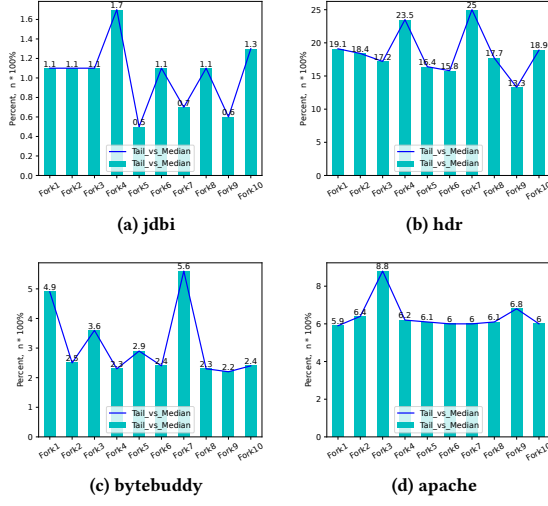 1.7
1.6
1.4
1.3
1.2
1.1 1.1 1.1 1.1 1.1
1.0
0.8
0.7
0.6
0.6
0.5
0.4
0.2
0.0
Percent, n * 100%
Tail_vs_Median
Tail_vs_Median
Fork1 Fork2 Fork3 Fork4 Fork5 Fork6 Fork7 Fork8 Fork9 Fork10
(a) jdbi
25
20
15
10
5
0
Percent, n * 100%
19.1 18.4 17.2 23.5 16.4 15.8 25 17.7 13.3 18.9
Tail_vs_Median
Tail_vs_Median
Fork1 Fork2 Fork3 Fork4 Fork5 Fork6 Fork7 Fork8 Fork9 Fork10
(b) hdr
5
4
3
2
1
0
Percent, n * 100%
4.9 2.5 3.6 2.3 2.9 2.4 5.6 2.3 2.2 2.4
Tail_vs_Median
Tail_vs_Median
Fork1 Fork2 Fork3 Fork4 Fork5 Fork6 Fork7 Fork8 Fork9 Fork10
(c) bytebuddy
8
6
4
2
0
Percent, n * 100%
5.9 6.4 8.8 6.2 6.1 6 6 6.1 6.8 6
Tail_vs_Median
Tail_vs_Median
Fork1 Fork2 Fork3 Fork4 Fork5 Fork6 Fork7 Fork8 Fork9 Fork10
(d) apache